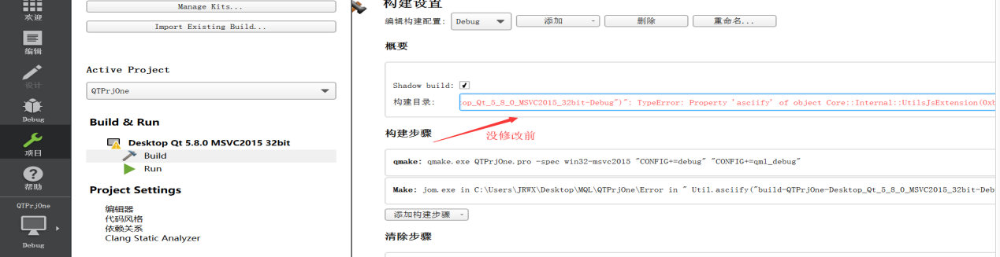 欢迎
编辑
设计
Debug
项目
帮助
QTPrjOne
Debug
Manage Kits...
Import Existing Build...
Active Project
QTPrjOne
Build & Run
Desktop Qt 5.8.0 MSVC2015 32bit
Build
Run
Project Settings
编辑器
代码风格
依赖关系
Clang Static Analyzer
构建设置
编辑构建配置: Debug 添加 删除 重命名...
概要
Shadow build:
构建目录: top_Qt_5_8_0_MSVC2015_32bit-Debug")": TypeError: Property 'asciify' of object Core::Internal::UtilsJsExtension(0xb
没修改前
构建步骤
qmake: qmake.exe QTPrjOne.pro -spec win32-msvc2015 "CONFIG+=debug" "CONFIG+=qml_debug"
Make: jom.exe in C:\Users\JRWX\Desktop\MQL\QTPrjOne\Error in " Util.asciify("build-QTPrjOne-Desktop_Qt_5_8_0_MSVC2015_32bit-Deb
添加构建步骤
清除步骤